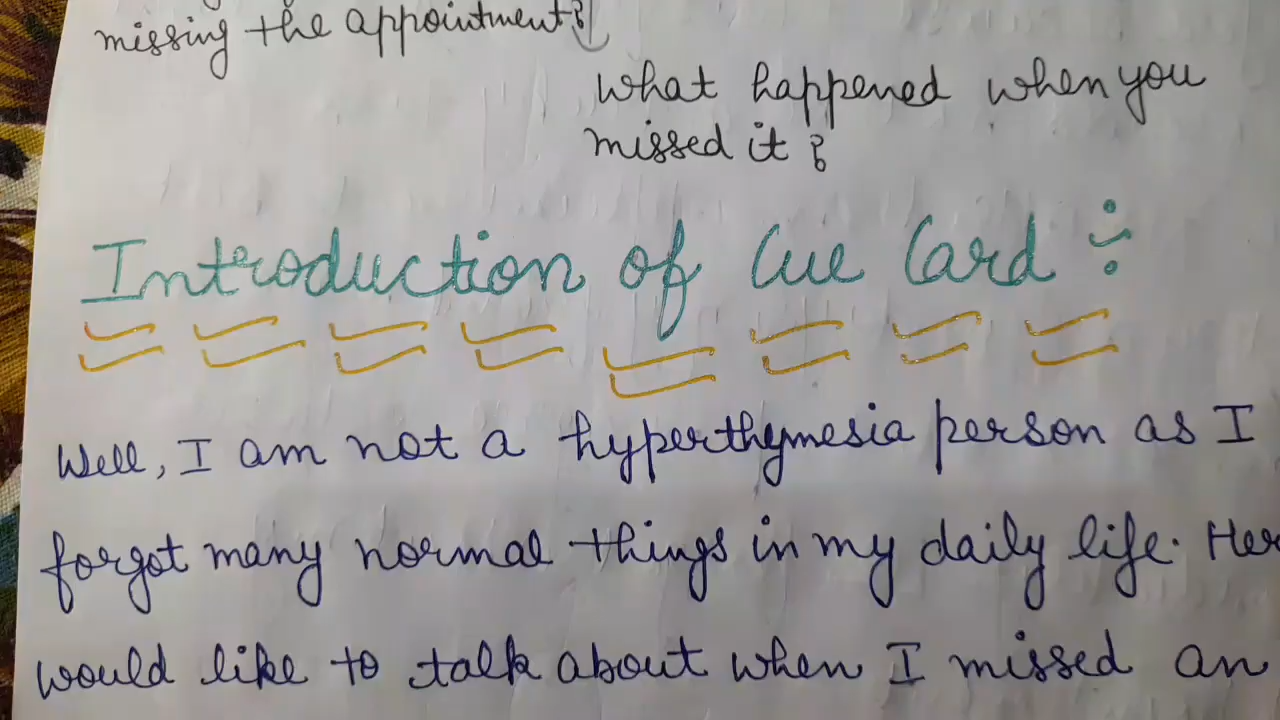 missing the appointment?
What happened when you
missed it?
Introduction of Cue Card :-
Well, I am not a hyperthymesia person as I
forgot many normal things in my daily life. Her
would like to talk about when I missed an